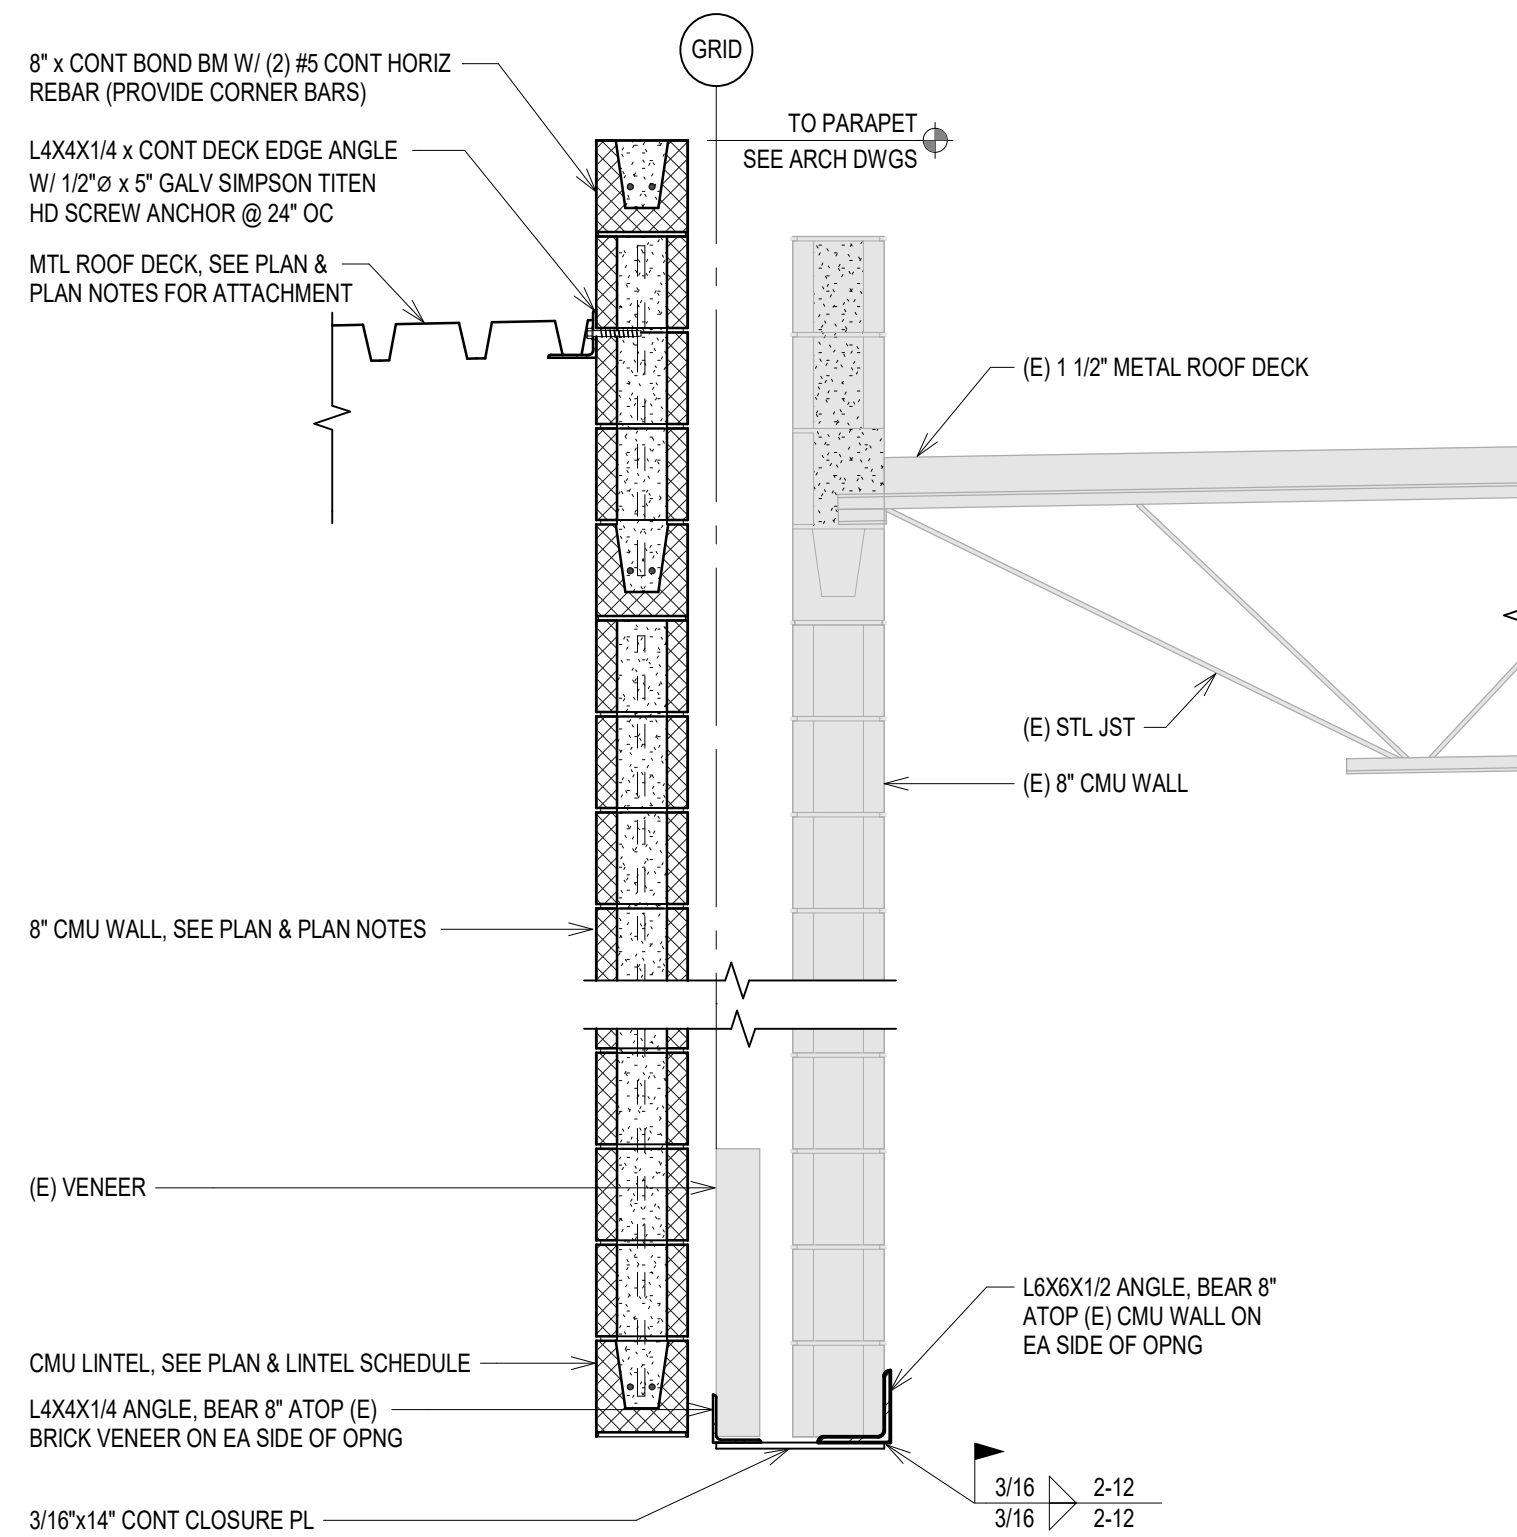 GRID
8" x CONT BOND BM W/ (2) #5 CONT HORIZ
REBAR (PROVIDE CORNER BARS)
TO PARAPET
SEE ARCH DWGS
L4X4X1/4 x CONT DECK EDGE ANGLE
W/ 1/2"Ø x 5" GALV SIMPSON TITEN
HD SCREW ANCHOR @ 24" OC
MTL ROOF DECK, SEE PLAN &
PLAN NOTES FOR ATTACHMENT
(E) 1 1/2" METAL ROOF DECK
(E) STL JST
(E) 8" CMU WALL
8" CMU WALL, SEE PLAN & PLAN NOTES
(E) VENEER
L6X6X1/2 ANGLE, BEAR 8"
ATOP (E) CMU WALL ON
EA SIDE OF OPNG
CMU LINTEL, SEE PLAN & LINTEL SCHEDULE
L4X4X1/4 ANGLE, BEAR 8" ATOP (E)
BRICK VENEER ON EA SIDE OF OPNG
3/16 2-12
3/16 2-12
3/16"x14" CONT CLOSURE PL